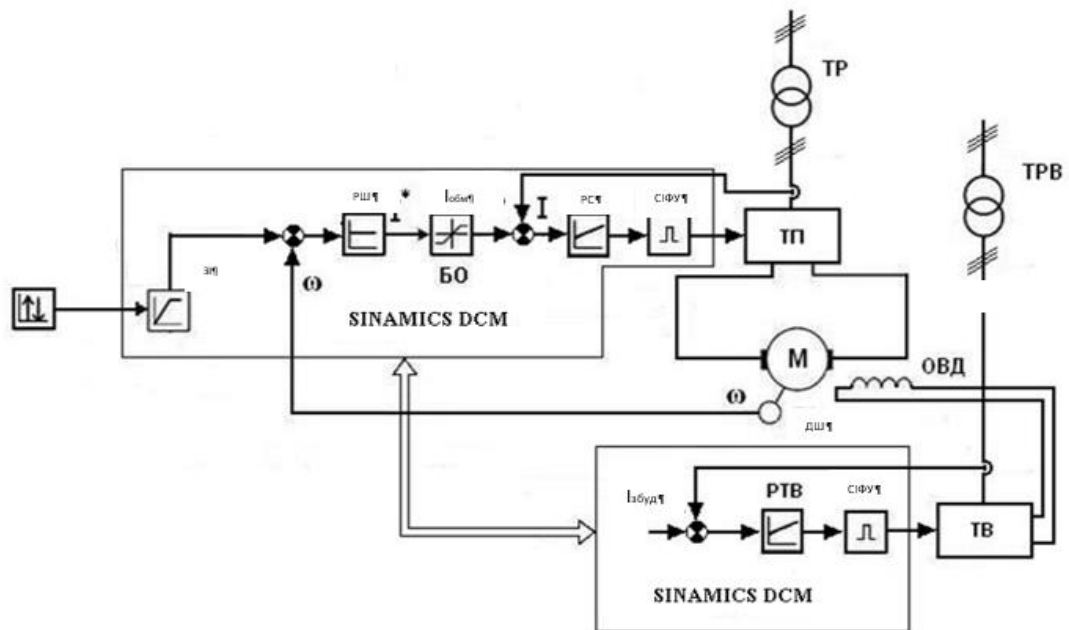 ТР
ТРВ
РШ¶
*
Iобм¶
I
РС¶
СІФУ¶
ТП
ЗІ¶
ω
БО
SINAMICS DCM
М
ОВД
ω
ДШ¶
Iзбуд¶
РТВ
СІФУ¶
ТВ
SINAMICS DCM